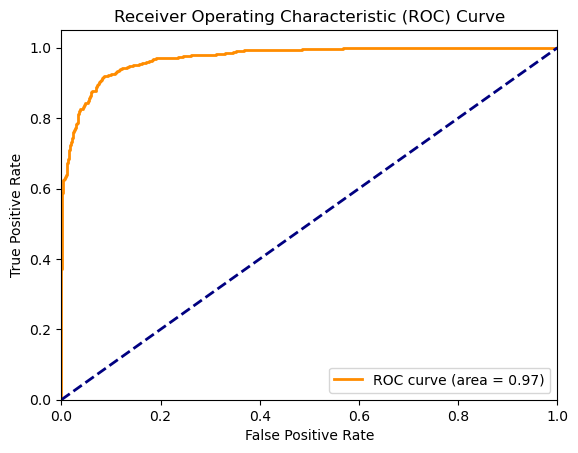 Receiver Operating Characteristic (ROC) Curve
1.0
0.8
0.6
0.4
0.2
0.0
True Positive Rate
ROC curve (area = 0.97)
0.0 0.2 0.4 0.6 0.8 1.0
False Positive Rate